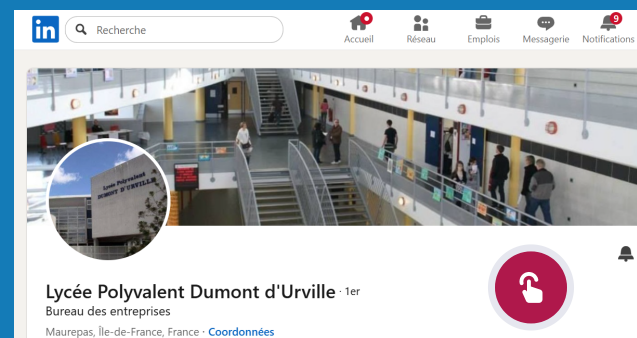 in
Recherche
9
Accueil
Réseau
Emplois
Messagerie
Notifications
Lycée Polyvalent
DUMONT D'URVILLE
Lycée Polyvalent Dumont d'Urville · 1er
Bureau des entreprises
Maurepas, Île-de-France, France · Coordonnées